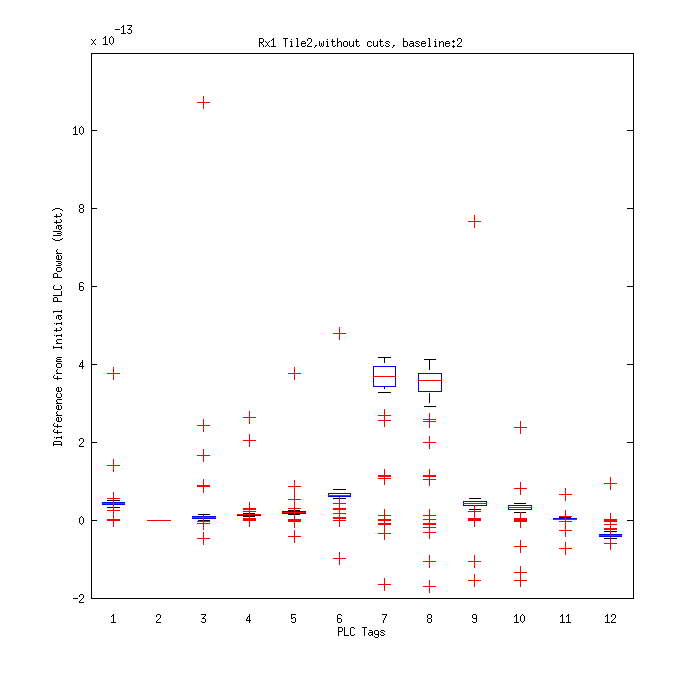 x 10^-13
Rx1 Tile2,without cuts, baseline:2
Difference from Initial PLC Power (Watt)
10
8
6
4
2
0
-2
1 2 3 4 5 6 7 8 9 10 11 12
PLC Tags